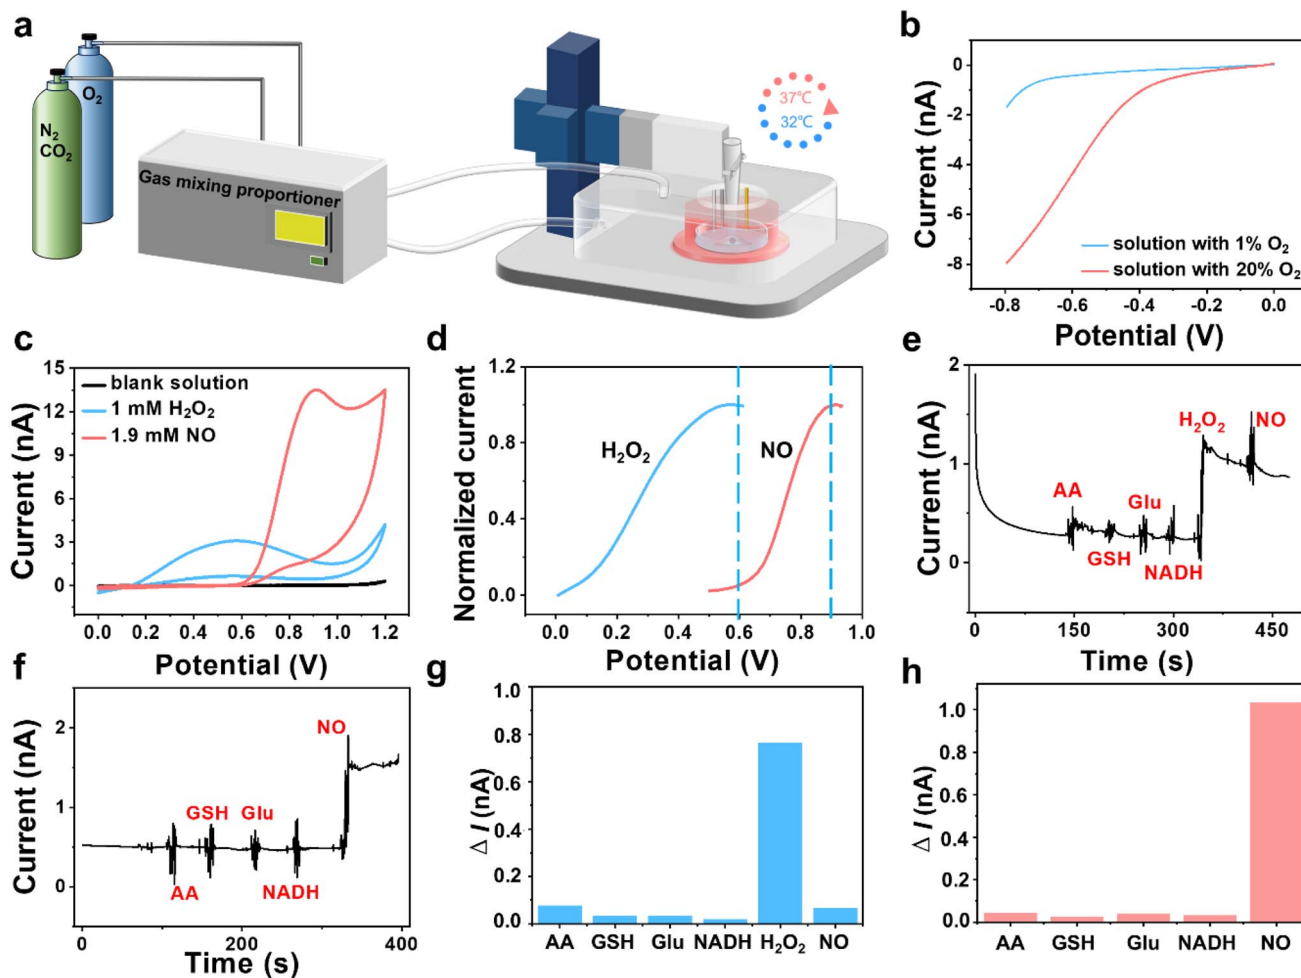 a
O₂
N₂
CO₂
Gas mixing proportioner
37℃
32℃
b
Current (nA)
0
-2
-4
-6
-8
solution with 1% O₂
solution with 20% O₂
-0.8
-0.6
-0.4
-0.2
0.0
Potential (V)
c
Current (nA)
15
12
9
6
3
0
blank solution
1 mM H₂O₂
1.9 mM NO
0.0
0.2
0.4
0.6
0.8
1.0
1.2
Potential (V)
d
Normalized current
1.2
0.8
0.4
0.0
H₂O₂
NO
0.0
0.2
0.4
0.6
0.8
1.0
Potential (V)
e
Current (nA)
2
1
0
AA
GSH
Glu
NADH
H₂O₂
NO
0
150
300
450
Time (s)
f
Current (nA)
2
1
0
AA
GSH
Glu
NADH
NO
0
200
400
Time (s)
g
Δ I (nA)
1.0
0.8
0.6
0.4
0.2
0.0
AA
GSH
Glu
NADH
H₂O₂
NO
h
Δ I (nA)
1.0
0.8
0.6
0.4
0.2
0.0
AA
GSH
Glu
NADH
NO